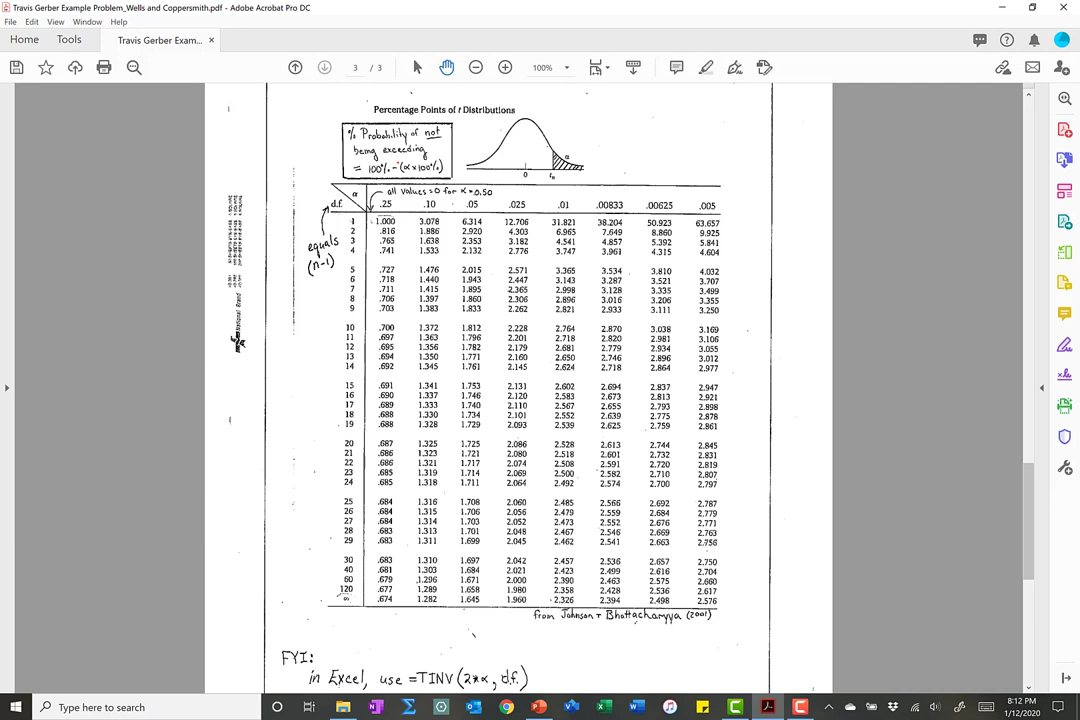 Travis Gerber Example Problem_Wells and Coppersmith.pdf - Adobe Acrobat Pro DC
File Edit View Window Help
Home Tools Travis Gerber Exam... ×
3 / 3 100%
Percentage Points of t Distributions
% Probability of not
being exceeding
= 100% - (α x 100%)
α
0 tα
all values = 0 for α = 0.50
α
d.f. .25 .10 .05 .025 .01 .00833 .00625 .005
1 1.000 3.078 6.314 12.706 31.821 38.204 50.923 63.657
2 .816 1.886 2.920 4.303 6.965 7.649 8.860 9.925
3 .765 1.638 2.353 3.182 4.541 4.857 5.392 5.841
4 .741 1.533 2.132 2.776 3.747 3.961 4.315 4.604
equals
(n-1)
5 .727 1.476 2.015 2.571 3.365 3.534 3.810 4.032
6 .718 1.440 1.943 2.447 3.143 3.287 3.521 3.707
7 .711 1.415 1.895 2.365 2.998 3.128 3.335 3.499
8 .706 1.397 1.860 2.306 2.896 3.016 3.206 3.355
9 .703 1.383 1.833 2.262 2.821 2.933 3.111 3.250
10 .700 1.372 1.812 2.228 2.764 2.870 3.038 3.169
11 .697 1.363 1.796 2.201 2.718 2.820 2.981 3.106
12 .695 1.356 1.782 2.179 2.681 2.779 2.934 3.055
13 .694 1.350 1.771 2.160 2.650 2.746 2.896 3.012
14 .692 1.345 1.761 2.145 2.624 2.718 2.864 2.977
15 .691 1.341 1.753 2.131 2.602 2.694 2.837 2.947
16 .690 1.337 1.746 2.120 2.583 2.673 2.813 2.921
17 .689 1.333 1.740 2.110 2.567 2.655 2.793 2.898
18 .688 1.330 1.734 2.101 2.552 2.639 2.775 2.878
19 .688 1.328 1.729 2.093 2.539 2.625 2.759 2.861
20 .687 1.325 1.725 2.086 2.528 2.613 2.744 2.845
21 .686 1.323 1.721 2.080 2.518 2.601 2.732 2.831
22 .686 1.321 1.717 2.074 2.508 2.591 2.720 2.819
23 .685 1.319 1.714 2.069 2.500 2.582 2.710 2.807
24 .685 1.318 1.711 2.064 2.492 2.574 2.700 2.797
25 .684 1.316 1.708 2.060 2.485 2.566 2.692 2.787
26 .684 1.315 1.706 2.056 2.479 2.559 2.684 2.779
27 .684 1.314 1.703 2.052 2.473 2.552 2.676 2.771
28 .683 1.313 1.701 2.048 2.467 2.546 2.669 2.763
29 .683 1.311 1.699 2.045 2.462 2.541 2.663 2.756
30 .683 1.310 1.697 2.042 2.457 2.536 2.657 2.750
40 .681 1.303 1.684 2.021 2.423 2.499 2.616 2.704
60 .679 1.296 1.671 2.000 2.390 2.463 2.575 2.660
120 .677 1.289 1.658 1.980 2.358 2.428 2.536 2.617
∞ .674 1.282 1.645 1.960 2.326 2.394 2.498 2.576
from Johnson + Bhattacharyya (2001)
National Brand
FYI:
in Excel, use =TINV(2*α, d.f.)
Type here to search
8:12 PM
1/12/2020